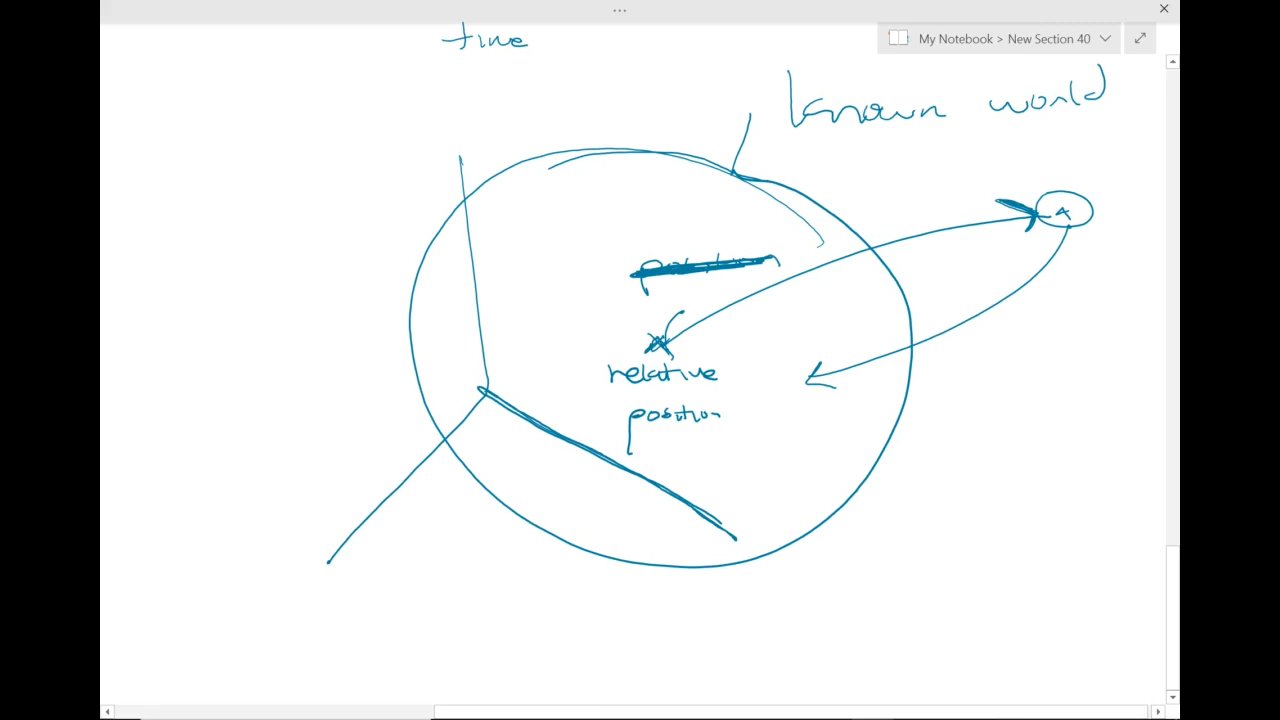 time
My Notebook > New Section 40
known world
relative
position